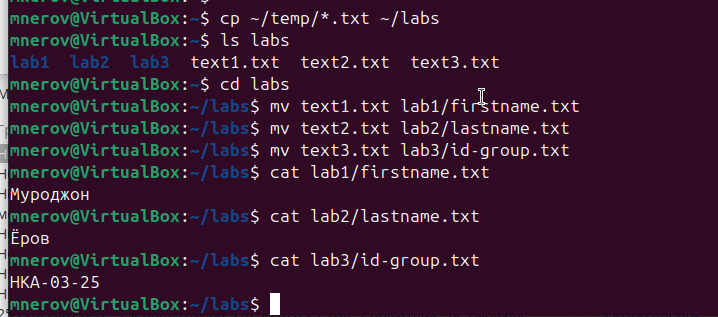 mnerov@VirtualBox:~$ cp ~/temp/*.txt ~/labs
mnerov@VirtualBox:~$ ls labs
lab1 lab2 lab3 text1.txt text2.txt text3.txt
mnerov@VirtualBox:~$ cd labs
mnerov@VirtualBox:~/labs$ mv text1.txt lab1/firstname.txt
mnerov@VirtualBox:~/labs$ mv text2.txt lab2/lastname.txt
mnerov@VirtualBox:~/labs$ mv text3.txt lab3/id-group.txt
mnerov@VirtualBox:~/labs$ cat lab1/firstname.txt
Муроджон
mnerov@VirtualBox:~/labs$ cat lab2/lastname.txt
Ёров
mnerov@VirtualBox:~/labs$ cat lab3/id-group.txt
НКА-03-25
mnerov@VirtualBox:~/labs$